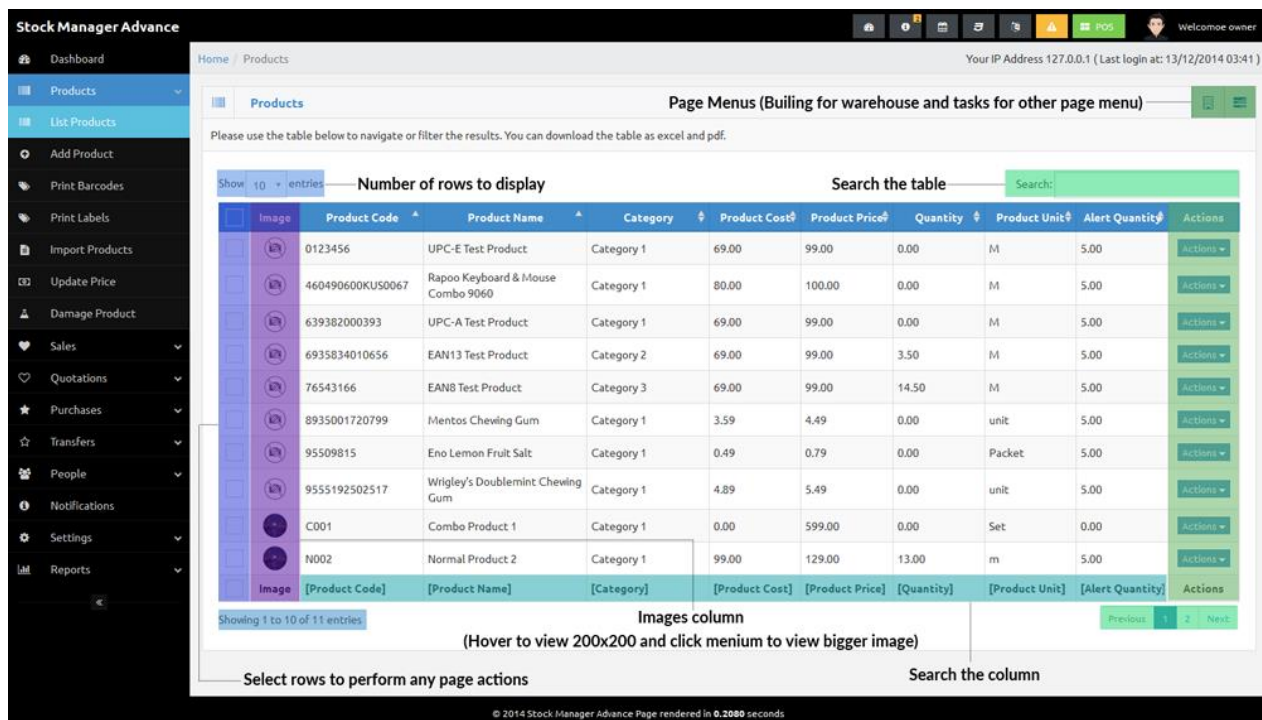 Stock Manager Advance
2
POS
Welcomoe owner
Dashboard
Products
List Products
Add Product
Print Barcodes
Print Labels
Import Products
Update Price
Damage Product
Sales
Quotations
Purchases
Transfers
People
Notifications
Settings
Reports
Home / Products
Your IP Address 127.0.0.1 ( Last login at: 13/12/2014 03:41 )
Products
Page Menus (Builing for warehouse and tasks for other page menu)
Please use the table below to navigate or filter the results. You can download the table as excel and pdf.
Show 10 entries
Number of rows to display
Search the table
Search:
Image Product Code Product Name Category Product Cost Product Price Quantity Product Unit Alert Quantity Actions
0123456 UPC-E Test Product Category 1 69.00 99.00 0.00 M 5.00 Actions
460490600KUS0067 Rapoo Keyboard & Mouse Combo 9060 Category 1 80.00 100.00 0.00 M 5.00 Actions
639382000393 UPC-A Test Product Category 1 69.00 99.00 0.00 M 5.00 Actions
6935834010656 EAN13 Test Product Category 2 69.00 99.00 3.50 M 5.00 Actions
76543166 EAN8 Test Product Category 3 69.00 99.00 14.50 M 5.00 Actions
8935001720799 Mentos Chewing Gum Category 1 3.59 4.49 0.00 unit 5.00 Actions
95509815 Eno Lemon Fruit Salt Category 1 0.49 0.79 0.00 Packet 5.00 Actions
9555192502517 Wrigley's Doublemint Chewing Gum Category 1 4.89 5.49 0.00 unit 5.00 Actions
C001 Combo Product 1 Category 1 0.00 599.00 0.00 Set 0.00 Actions
N002 Normal Product 2 Category 1 99.00 129.00 13.00 m 5.00 Actions
Image [Product Code] [Product Name] [Category] [Product Cost] [Product Price] [Quantity] [Product Unit] [Alert Quantity] Actions
Showing 1 to 10 of 11 entries
Images column
(Hover to view 200x200 and click menium to view bigger image)
Previous 1 2 Next
Select rows to perform any page actions
Search the column
© 2014 Stock Manager Advance Page rendered in 0.2080 seconds